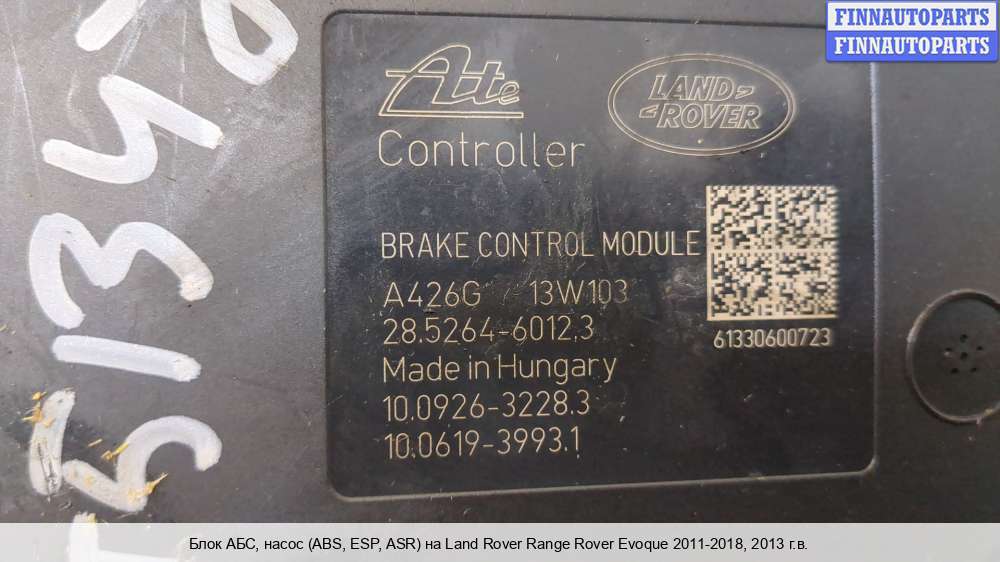 FINNAUTOPARTS
FINNAUTOPARTS
Ate
LAND
ROVER
Controller
BRAKE CONTROL MODULE
A426G 13W103
28.5264-6012.3
61330600723
Made in Hungary
10.0926-3228.3
10.0619-3993.1
Блок АБС, насос (ABS, ESP, ASR) на Land Rover Range Rover Evoque 2011-2018, 2013 г.в.